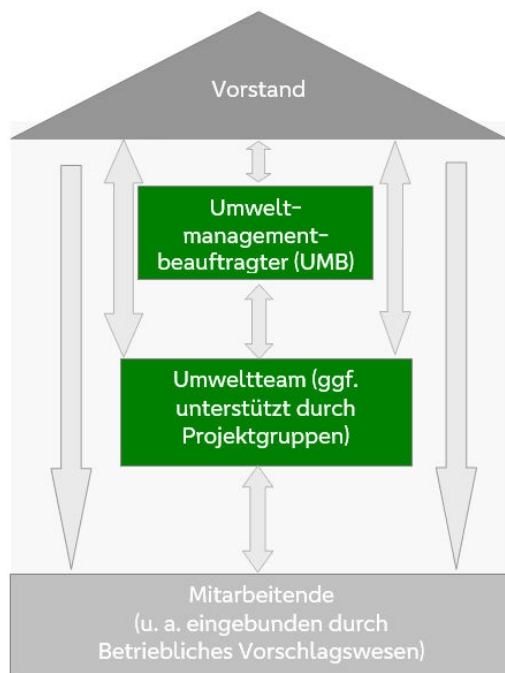 Vorstand
Umwelt-
management-
beauftragter (UMB)
Umweltteam (ggf.
unterstützt durch
Projektgruppen)
Mitarbeitende
(u. a. eingebunden durch
Betriebliches Vorschlagswesen)